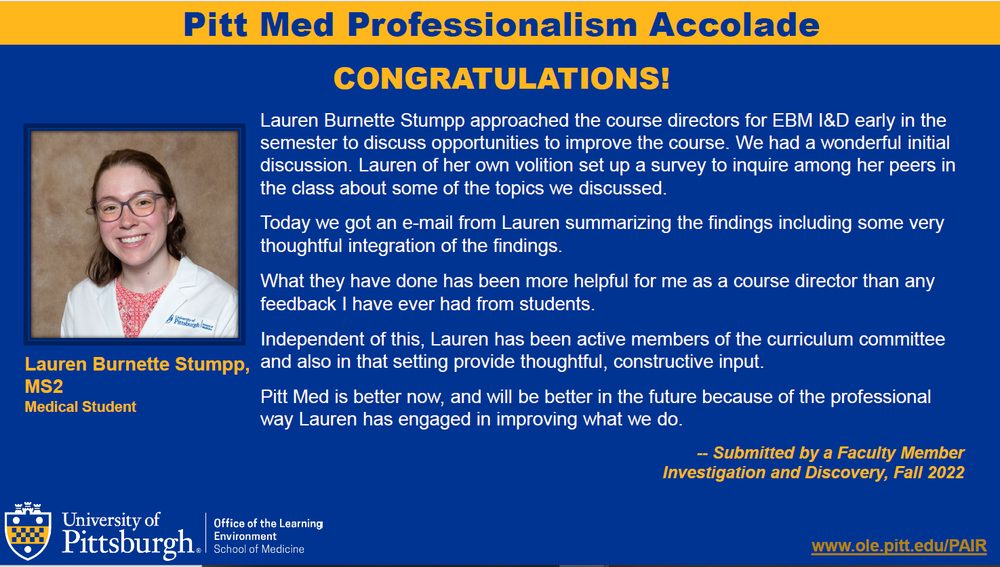 Pitt Med Professionalism Accolade
CONGRATULATIONS!
Lauren Burnette Stumpp approached the course directors for EBM I&D early in the
semester to discuss opportunities to improve the course. We had a wonderful initial
discussion. Lauren of her own volition set up a survey to inquire among her peers in
the class about some of the topics we discussed.
Today we got an e-mail from Lauren summarizing the findings including some very
thoughtful integration of the findings.
What they have done has been more helpful for me as a course director than any
feedback I have ever had from students.
Independent of this, Lauren has been active members of the curriculum committee
and also in that setting provide thoughtful, constructive input.
Pitt Med is better now, and will be better in the future because of the professional
way Lauren has engaged in improving what we do.
-- Submitted by a Faculty Member
Investigation and Discovery, Fall 2022
University of
Pittsburgh
School of
Medicine
Lauren Burnette Stumpp,
MS2
Medical Student
University of
Pittsburgh®
Office of the Learning
Environment
School of Medicine
www.ole.pitt.edu/PAIR